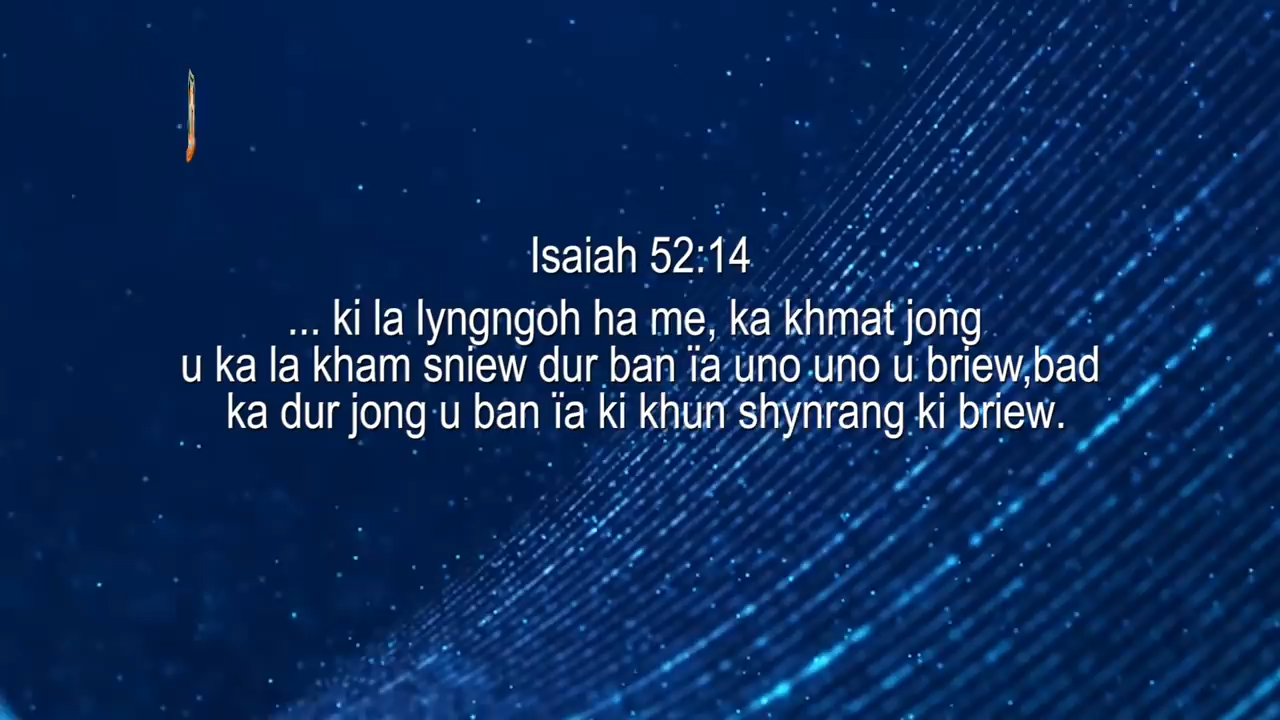 Isaiah 52:14
... ki la lyngngoh ha me, ka khmat jong
u ka la kham sniew dur ban ïa uno uno u briew,bad
ka dur jong u ban ïa ki khun shynrang ki briew.